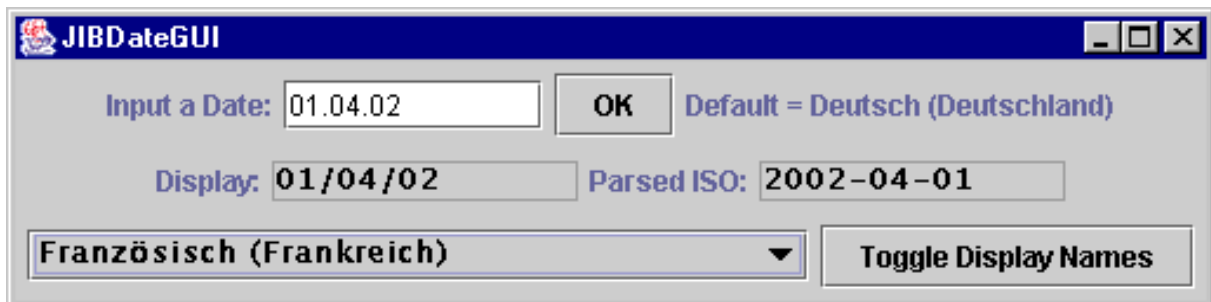 JIBDateGUI
Input a Date: 01.04.02 OK Default = Deutsch (Deutschland)
Display: 01/04/02 Parsed ISO: 2002-04-01
Französisch (Frankreich) Toggle Display Names